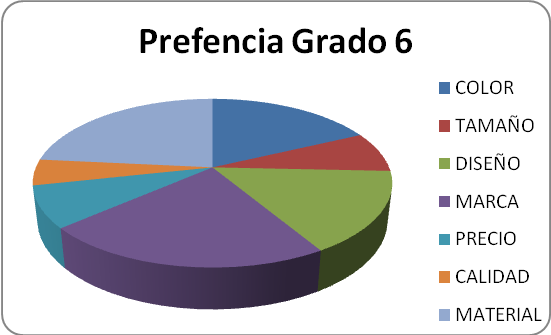 Prefencia Grado 6
COLOR
TAMAÑO
DISEÑO
MARCA
PRECIO
CALIDAD
MATERIAL